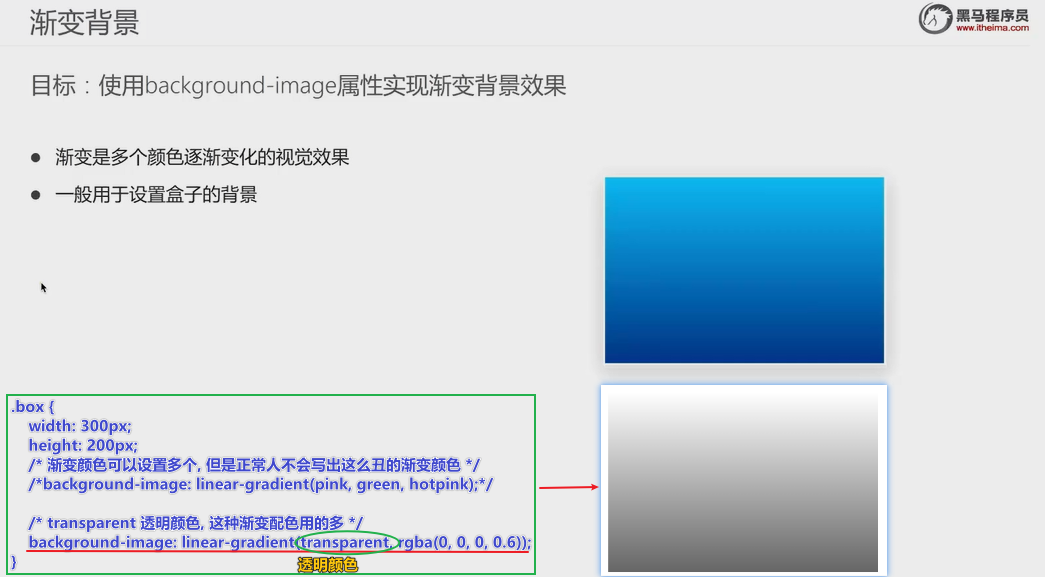 渐变背景
黑马程序员
www.itheima.com
目标：使用background-image属性实现渐变背景效果
● 渐变是多个颜色逐渐变化的视觉效果
● 一般用于设置盒子的背景
.box {
width: 300px;
height: 200px;
/* 渐变颜色可以设置多个, 但是正常人不会写出这么丑的渐变颜色 */
/*background-image: linear-gradient(pink, green, hotpink);*/
/* transparent 透明颜色, 这种渐变配色用的多 */
background-image: linear-gradient(transparent, rgba(0, 0, 0, 0.6));
}
透明颜色